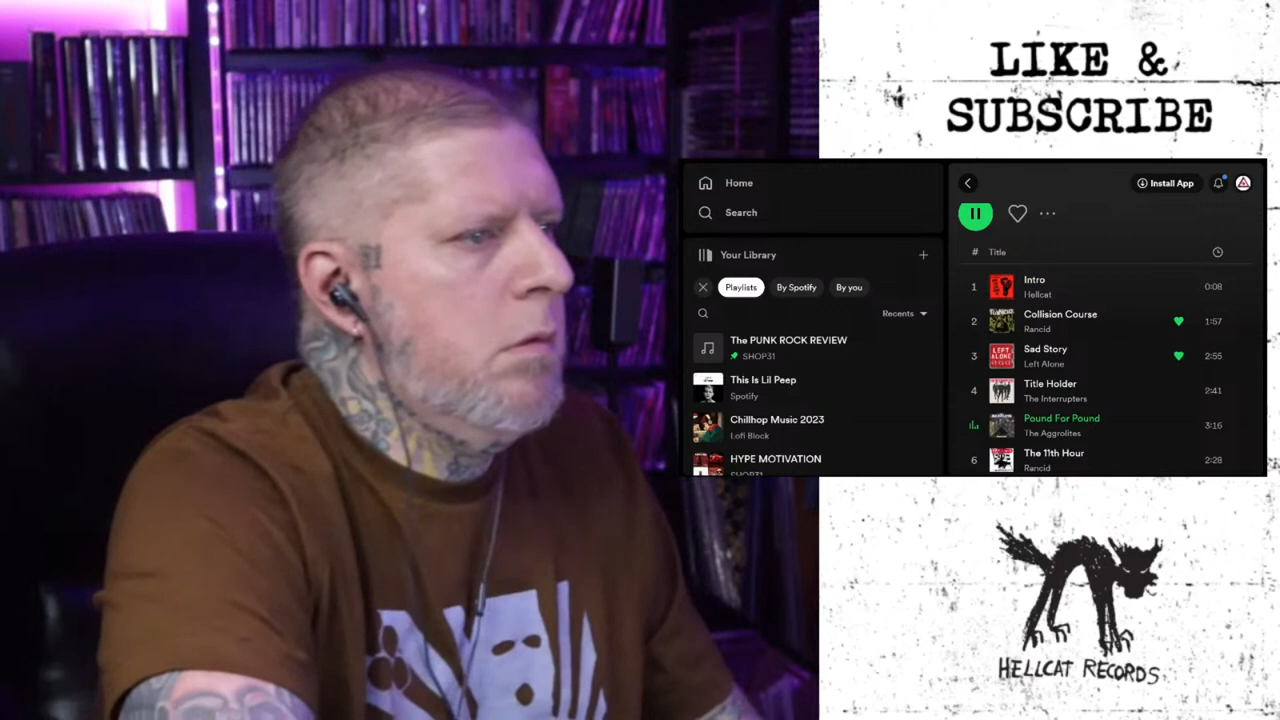 LIKE &
SUBSCRIBE
Home
Search
Your Library
Playlists
By Spotify
By you
Recents
The PUNK ROCK REVIEW
SHOP31
This Is Lil Peep
Spotify
Chillhop Music 2023
Lofi Block
HYPE MOTIVATION
SHOP31
Install App
# Title
1 Intro 0:08
Hellcat
2 Collision Course 1:57
Rancid
3 Sad Story 2:55
Left Alone
4 Title Holder 2:41
The Interrupters
Pound For Pound 3:16
The Aggrolites
6 The 11th Hour 2:28
Rancid
HELLCAT RECORDS